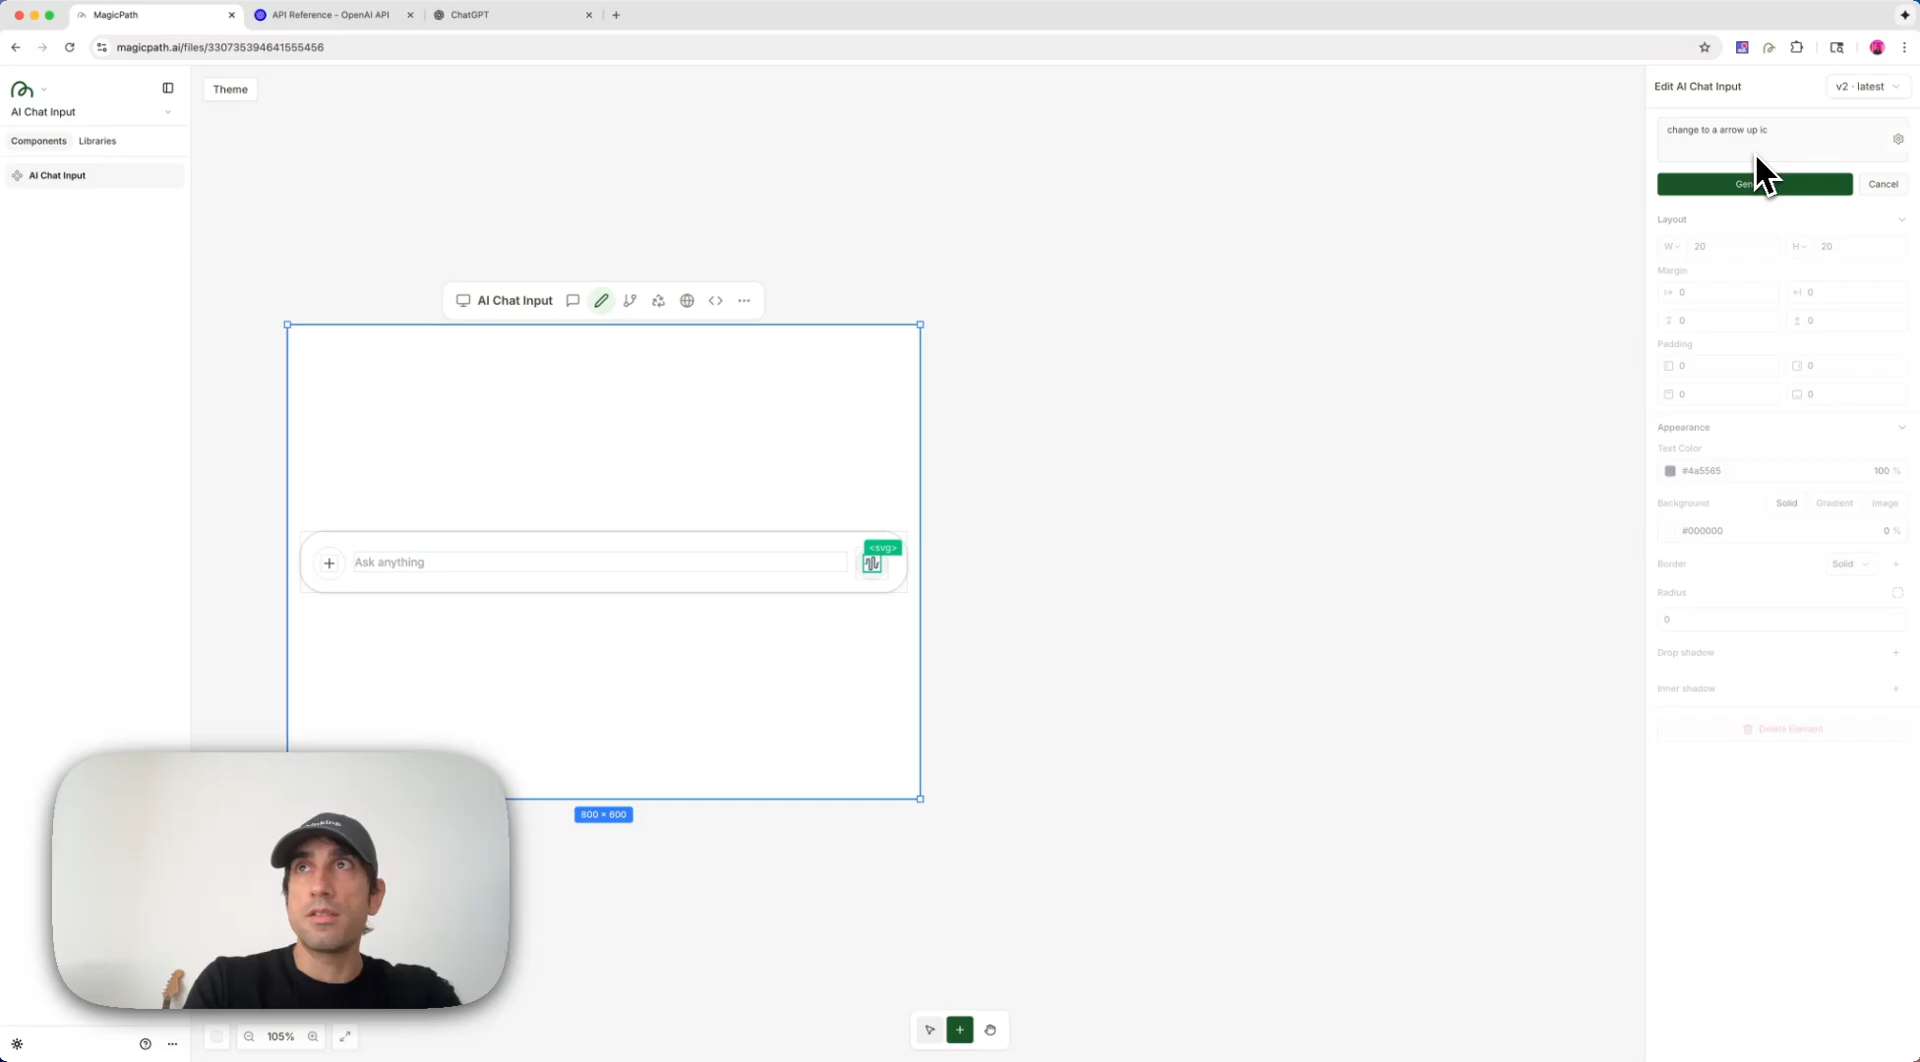 MagicPath
API Reference - OpenAI API
ChatGPT
magicpath.ai/files/330735394641555456
AI Chat Input
Components
Libraries
AI Chat Input
Theme
AI Chat Input
Ask anything
<svg>
800 × 600
105%
Edit AI Chat Input
v2 · latest
change to a arrow up ic
Cancel
Layout
W
20
H
20
Margin
0
0
0
0
Padding
0
0
0
0
Appearance
Text Color
#4a5565
100 %
Background
Solid
Gradient
Image
#000000
0 %
Border
Solid
Radius
0
Drop shadow
Inner shadow
Delete Element